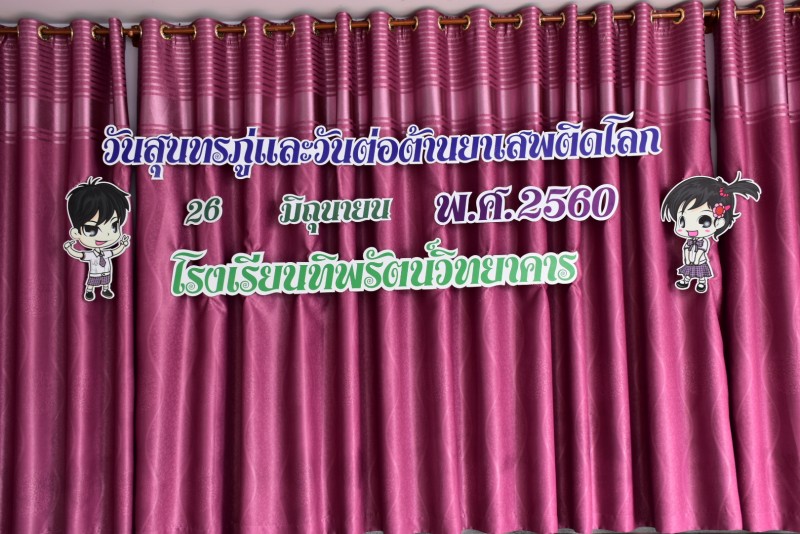 วันสุนทรภู่และวันต่อต้านยาเสพติดโลก
26 มิถุนายน พ.ศ.2560
โรงเรียนทิพรัตน์วิทยาคาร